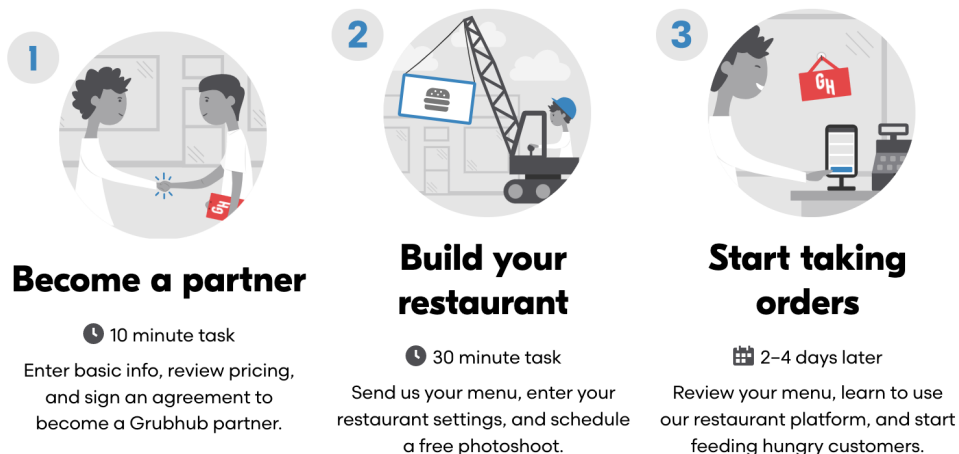 1
GH
Become a partner
10 minute task
Enter basic info, review pricing,
and sign an agreement to
become a Grubhub partner.
2
Build your
restaurant
30 minute task
Send us your menu, enter your
restaurant settings, and schedule
a free photoshoot.
3
GH
Start taking
orders
2–4 days later
Review your menu, learn to use
our restaurant platform, and start
feeding hungry customers.